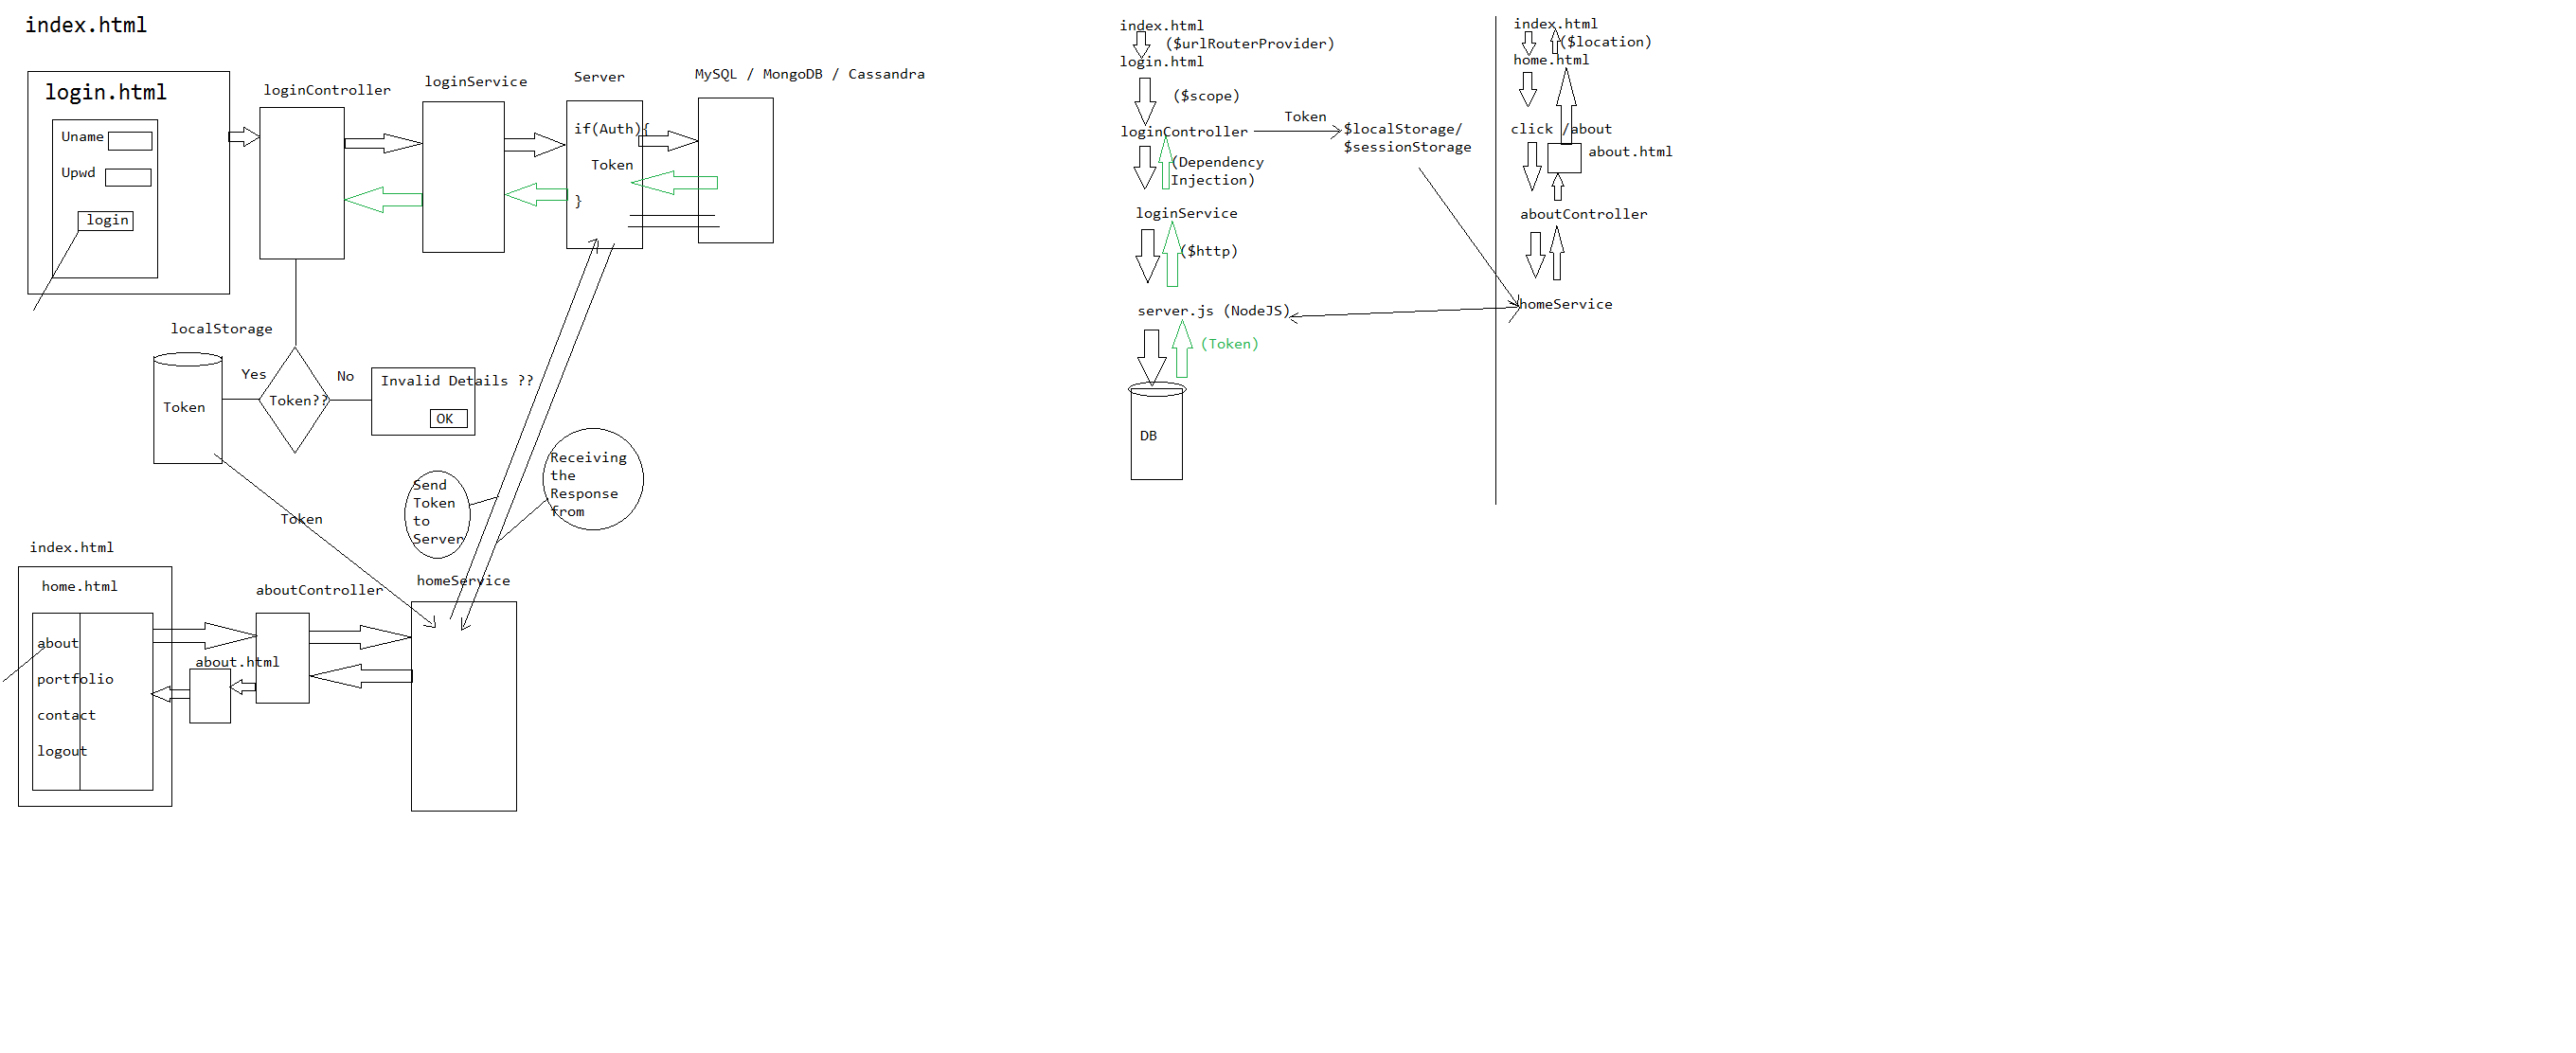 index.html
login.html
Uname
Upwd
login
loginController
loginService
Server
if(Auth){
Token
}
MySQL / MongoDB / Cassandra
localStorage
Token
Yes
Token??
No
Invalid Details ??
OK
Token
Send
Token
to
Server
Receiving
the
Response
from
index.html
home.html
about
portfolio
contact
logout
about.html
aboutController
homeService
index.html
($urlRouterProvider)
login.html
($scope)
loginController
Token
$localStorage/
$sessionStorage
(Dependency
Injection)
loginService
($http)
server.js (NodeJS)
(Token)
DB
index.html
($location)
home.html
click /about
about.html
aboutController
homeService